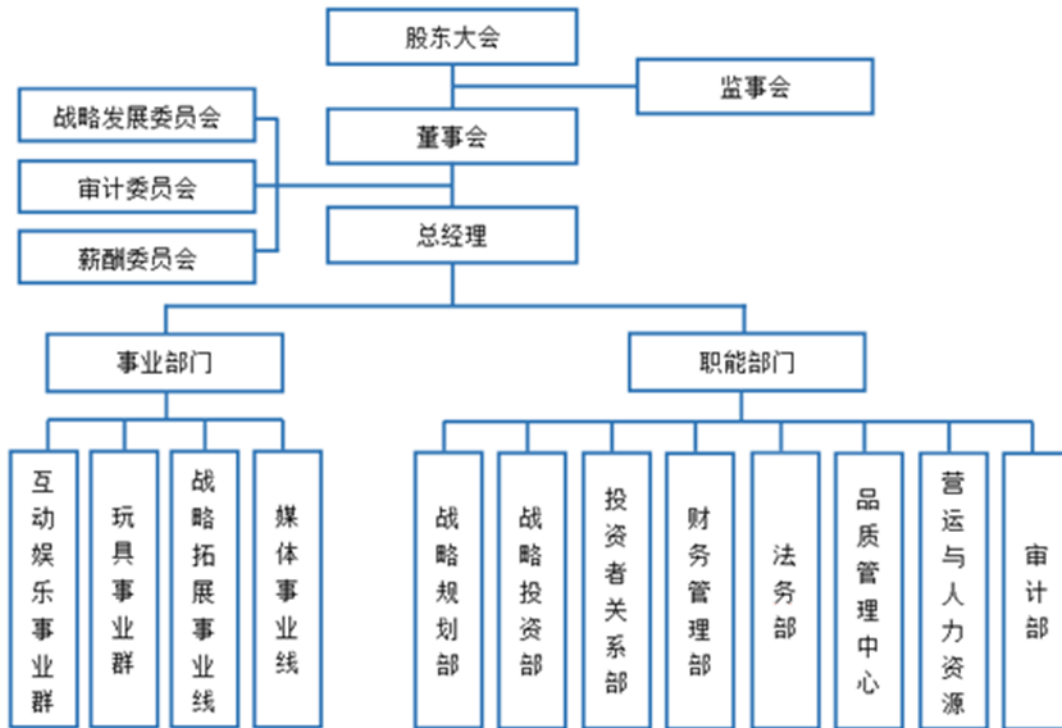 股东大会
监事会
战略发展委员会
董事会
审计委员会
总经理
薪酬委员会
事业部门
职能部门
互动娱乐事业群
玩具事业群
战略拓展事业线
媒体事业线
战略规划部
战略投资部
投资者关系部
财务管理部
法务部
品质管理中心
营运与人力资源
审计部